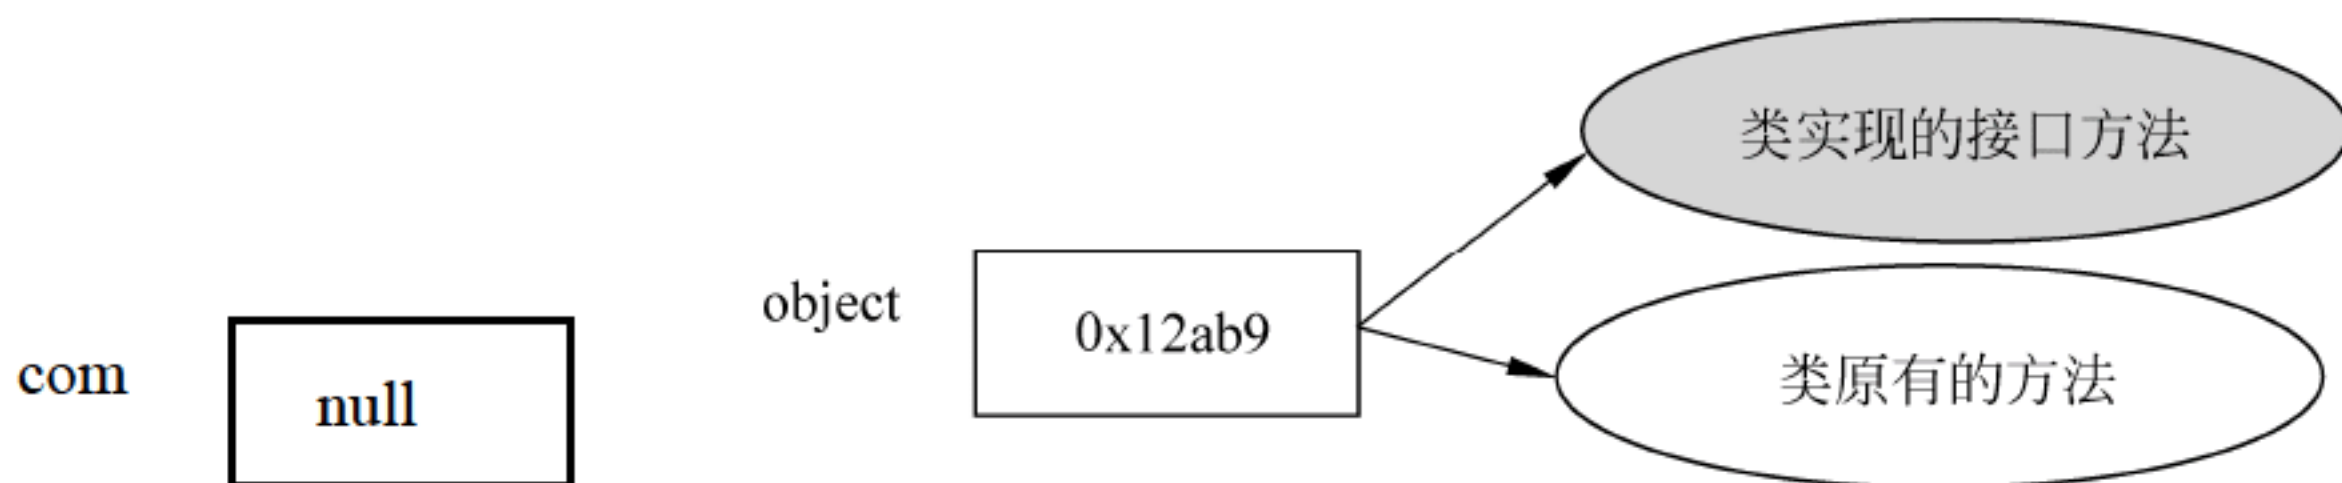 com
null
object
0x12ab9
类实现的接口方法
类原有的方法